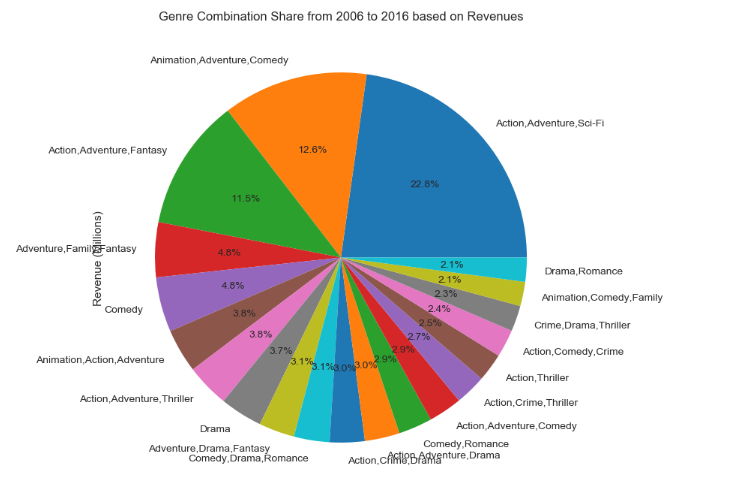 Genre Combination Share from 2006 to 2016 based on Revenues
Animation,Adventure,Comedy
Action,Adventure,Sci-Fi
12.6%
Action,Adventure,Fantasy
22.8%
11.5%
Adventure,Family,Fantasy
4.8%
Revenue (Millions)
2.1%
Drama,Romance
2.1%
4.8%
2.3%
Animation,Comedy,Family
Comedy
3.8%
2.4%
2.5%
Crime,Drama,Thriller
3.8%
2.7%
3.7%
2.9%
Action,Comedy,Crime
Animation,Action,Adventure
3.1%
3.1%
3.0%
3.0%
2.9%
Action,Thriller
Action,Adventure,Thriller
Action,Crime,Thriller
Drama
Action,Adventure,Comedy
Adventure,Drama,Fantasy
Comedy,Romance
Comedy,Drama,Romance
Action,Crime,Drama
Action,Adventure,Drama